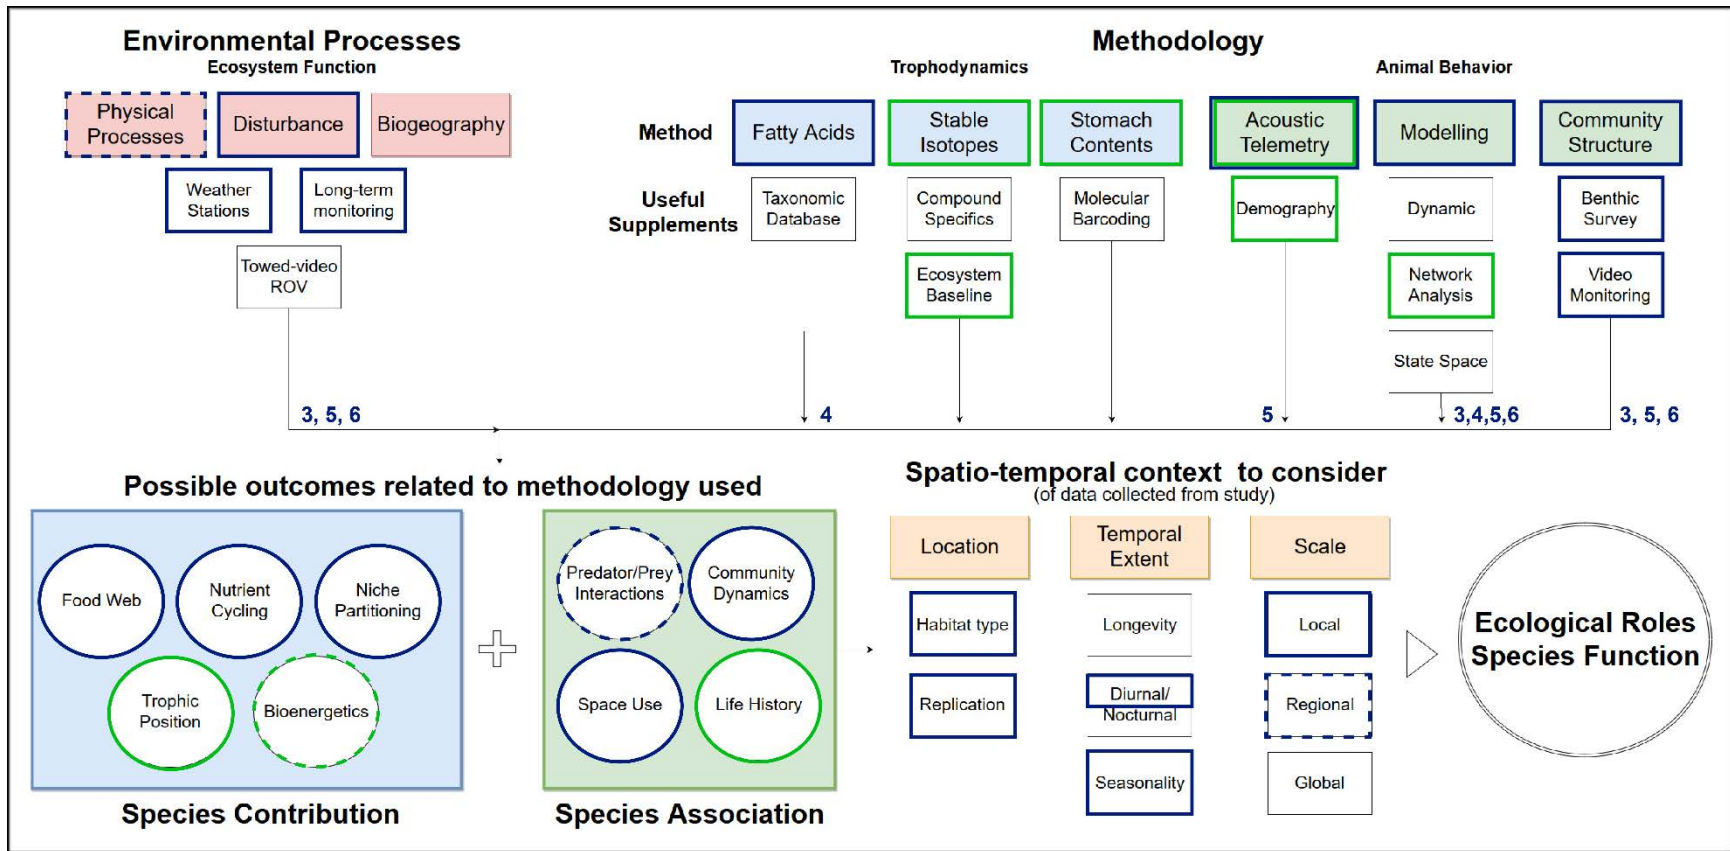 Environmental Processes
Ecosystem Function
Physical
Processes
Disturbance
Biogeography
Weather
Stations
Long-term
monitoring
Towed-video
ROV
3, 5, 6
Methodology
Trophodynamics
Animal Behavior
Method
Fatty Acids
Stable
Isotopes
Stomach
Contents
Acoustic
Telemetry
Modelling
Community
Structure
Useful
Supplements
Taxonomic
Database
Compound
Specifics
Molecular
Barcoding
Demography
Dynamic
Benthic
Survey
Ecosystem
Baseline
Network
Analysis
Video
Monitoring
State Space
4
5
3,4,5,6
3, 5, 6
Possible outcomes related to methodology used
Food Web
Nutrient
Cycling
Niche
Partitioning
Trophic
Position
Bioenergetics
Species Contribution
Predator/Prey
Interactions
Community
Dynamics
Space Use
Life History
Species Association
Spatio-temporal context to consider
(of data collected from study)
Location
Temporal
Extent
Scale
Habitat type
Longevity
Local
Replication
Diurnal/
Nocturnal
Regional
Seasonality
Global
Ecological Roles
Species Function